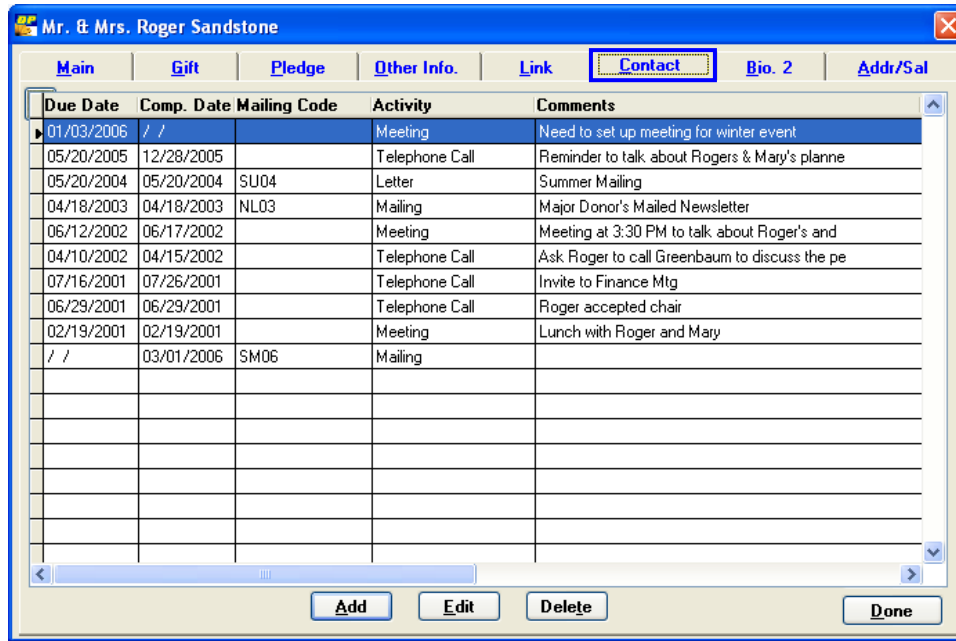 Mr. & Mrs. Roger Sandstone
Main Gift Pledge Other Info. Link Contact Bio. 2 Addr/Sal
Due Date Comp. Date Mailing Code Activity Comments
01/03/2006 / / Meeting Need to set up meeting for winter event
05/20/2005 12/28/2005 Telephone Call Reminder to talk about Rogers & Mary's planne
05/20/2004 05/20/2004 SU04 Letter Summer Mailing
04/18/2003 04/18/2003 NL03 Mailing Major Donor's Mailed Newsletter
06/12/2002 06/17/2002 Meeting Meeting at 3:30 PM to talk about Roger's and
04/10/2002 04/15/2002 Telephone Call Ask Roger to call Greenbaum to discuss the pe
07/16/2001 07/26/2001 Telephone Call Invite to Finance Mtg
06/29/2001 06/29/2001 Telephone Call Roger accepted chair
02/19/2001 02/19/2001 Meeting Lunch with Roger and Mary
/ / 03/01/2006 SM06 Mailing
Add Edit Delete Done